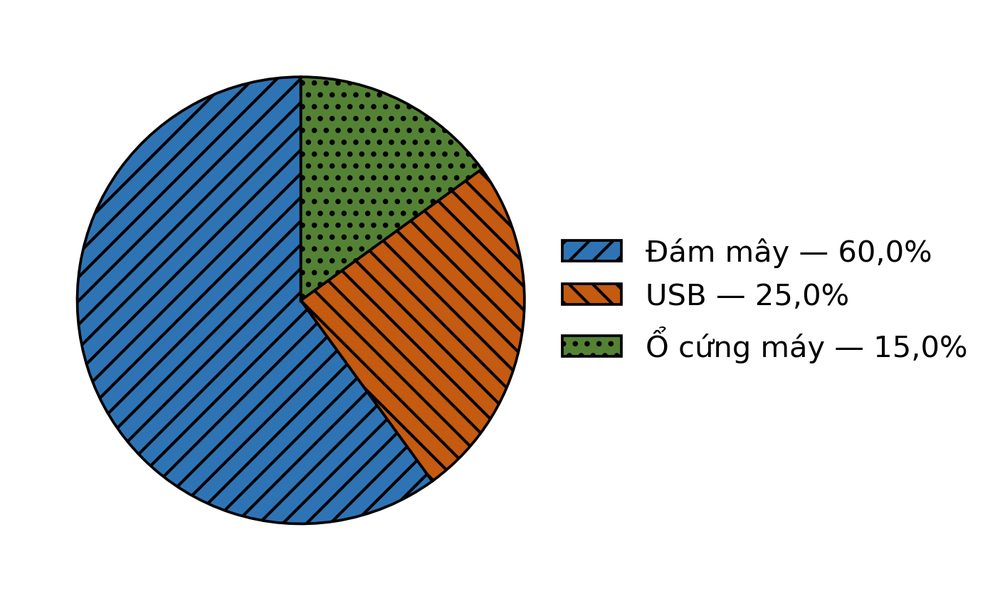 Đám mây — 60,0%
USB — 25,0%
Ổ cứng máy — 15,0%